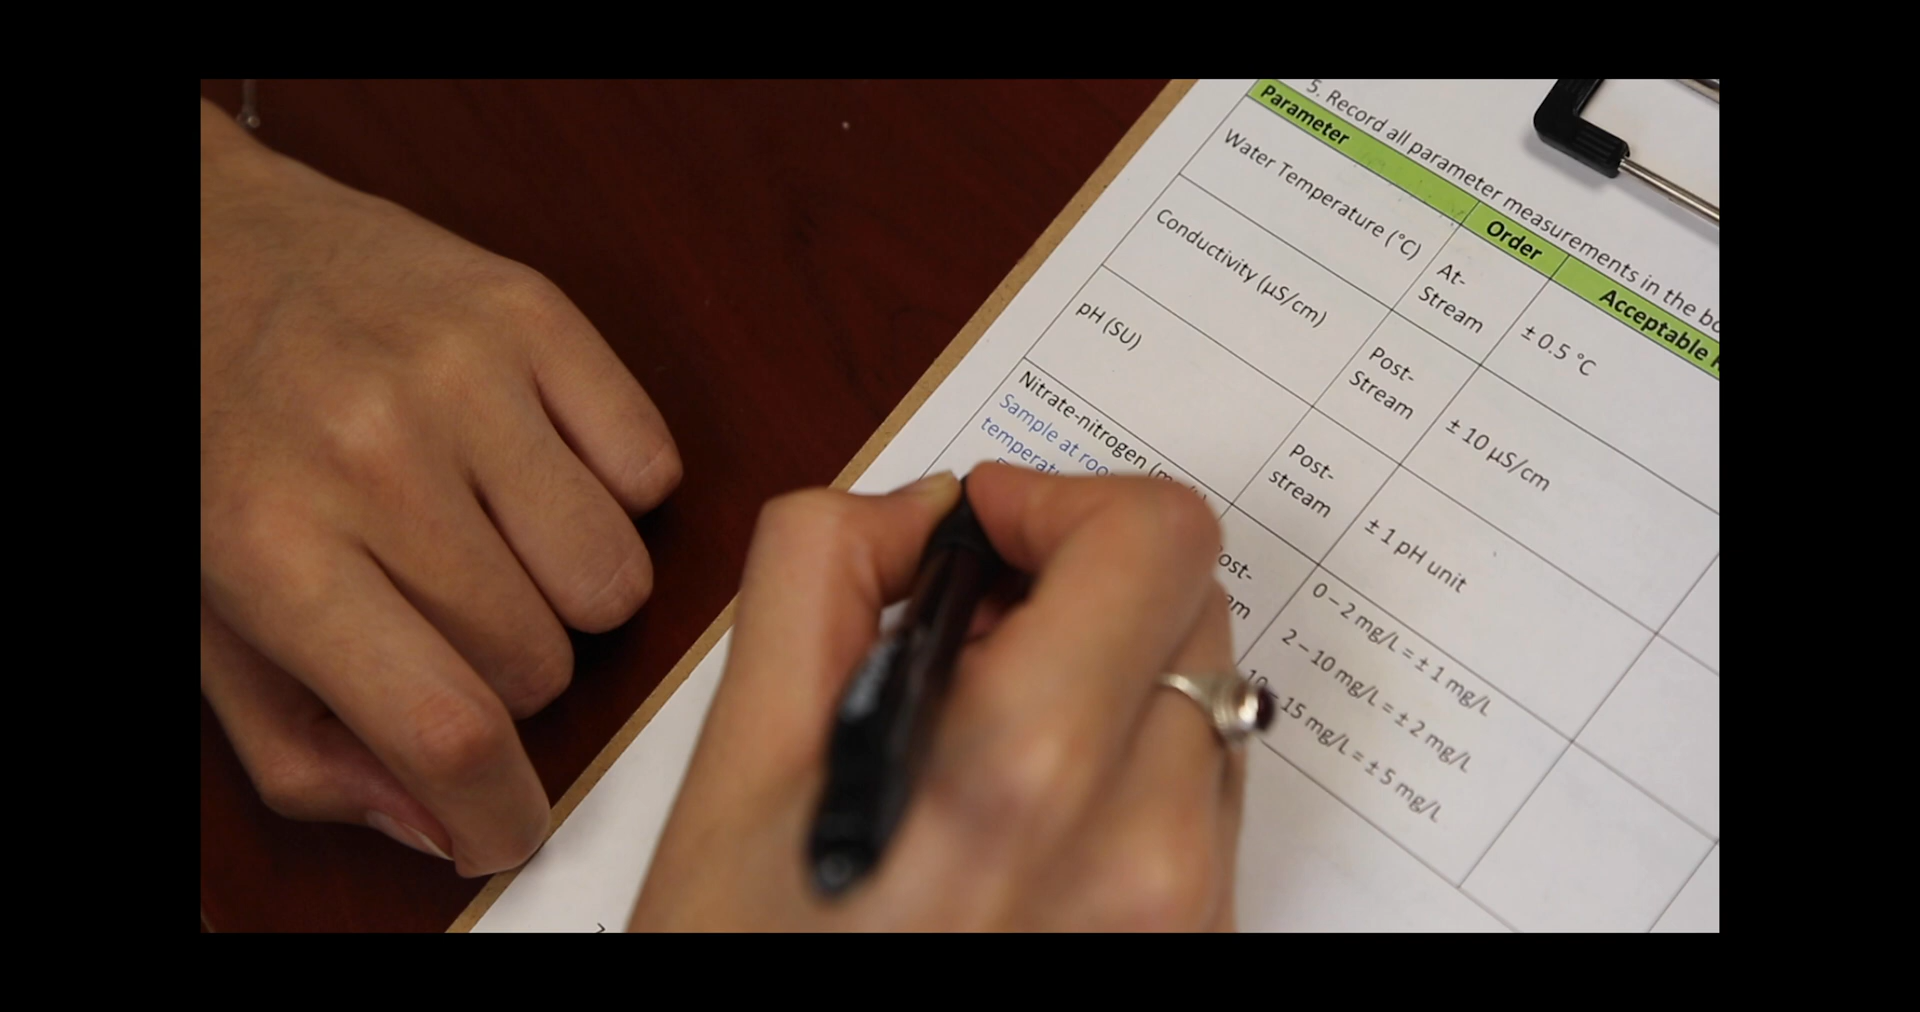 5. Record all parameter measurements in the
Parameter
Order
Acceptable
Water Temperature (°C)
At-
Stream
± 0.5 °C
Conductivity (µS/cm)
Post-
Stream
± 10 µS/cm
pH (SU)
Post-
stream
± 1 pH unit
Nitrate-nitrogen
Sample at
0 – 2 mg/L = ± 1 mg/L
2 – 10 mg/L = ± 2 mg/L
10 – 15 mg/L = ± 5 mg/L